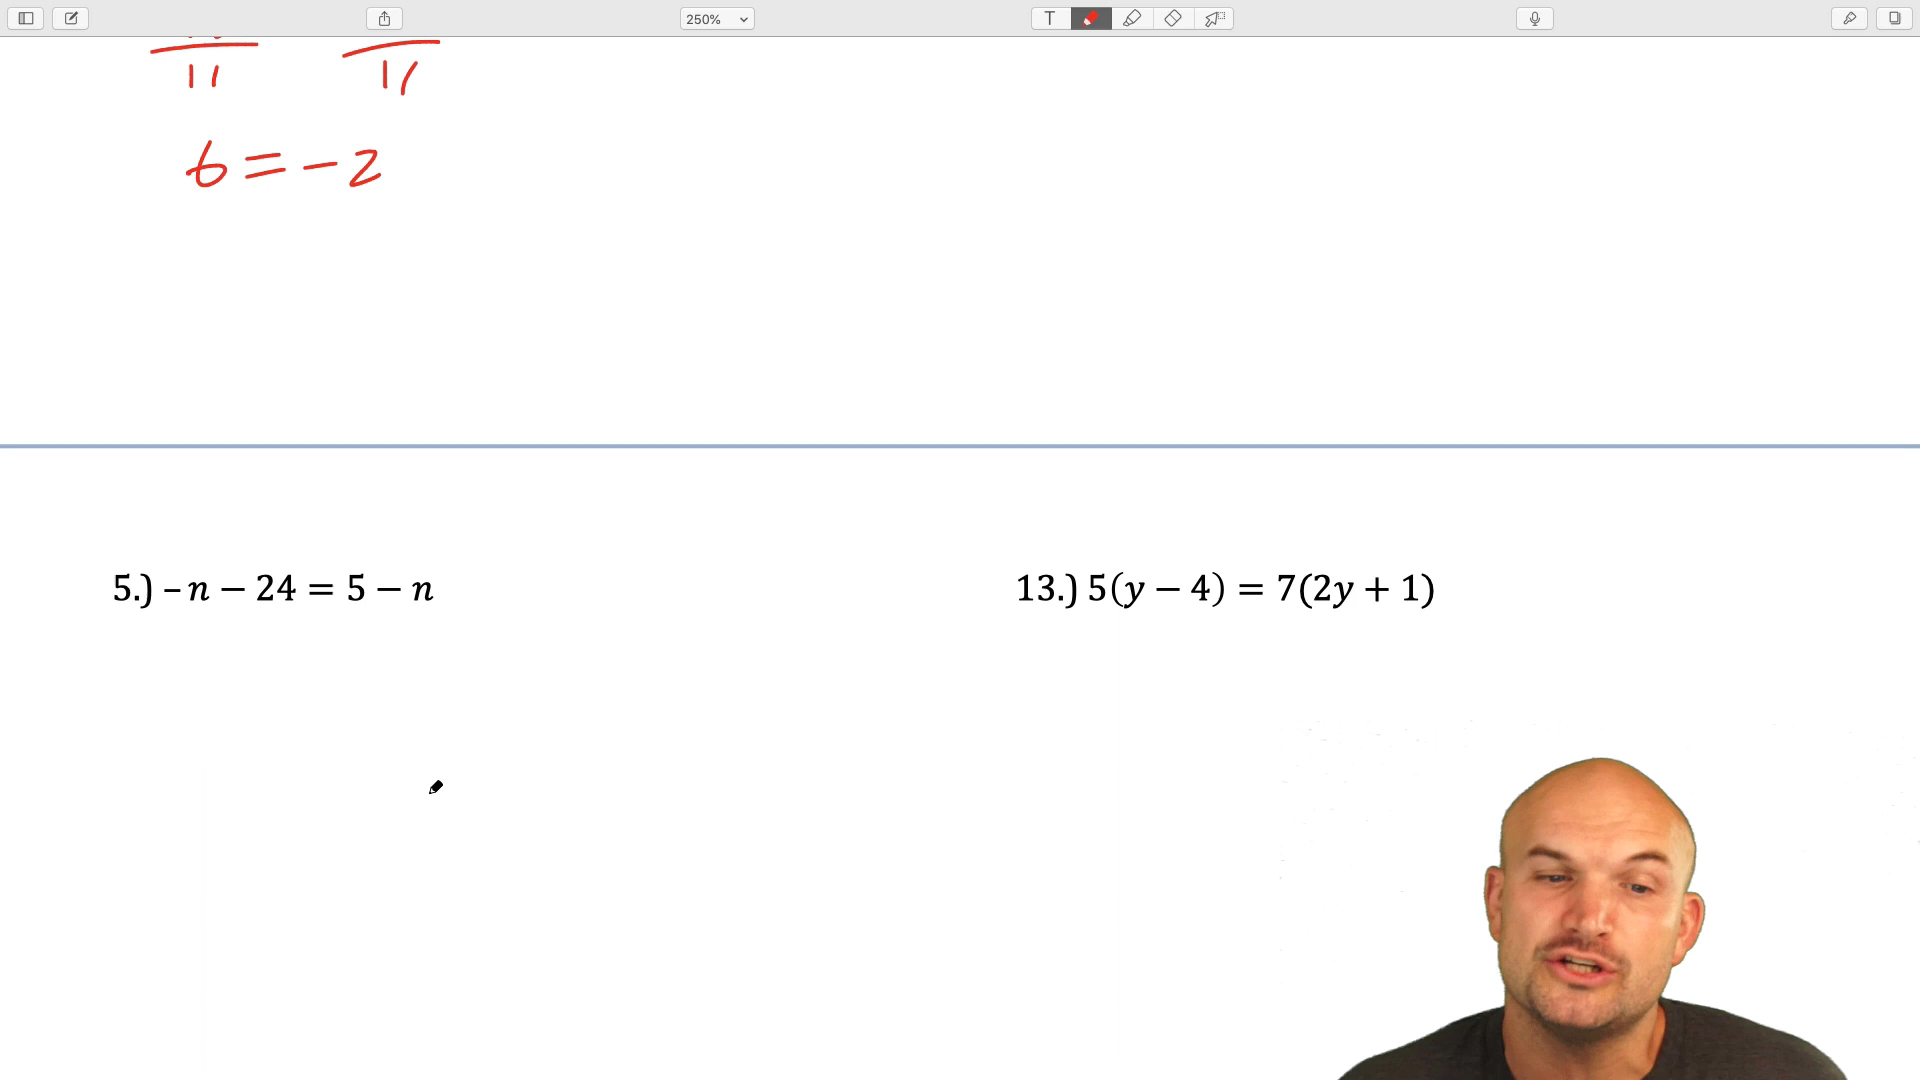 250%
T
11 11
6 = -2
5.) –n − 24 = 5 − n
13.) 5(y − 4) = 7(2y + 1)